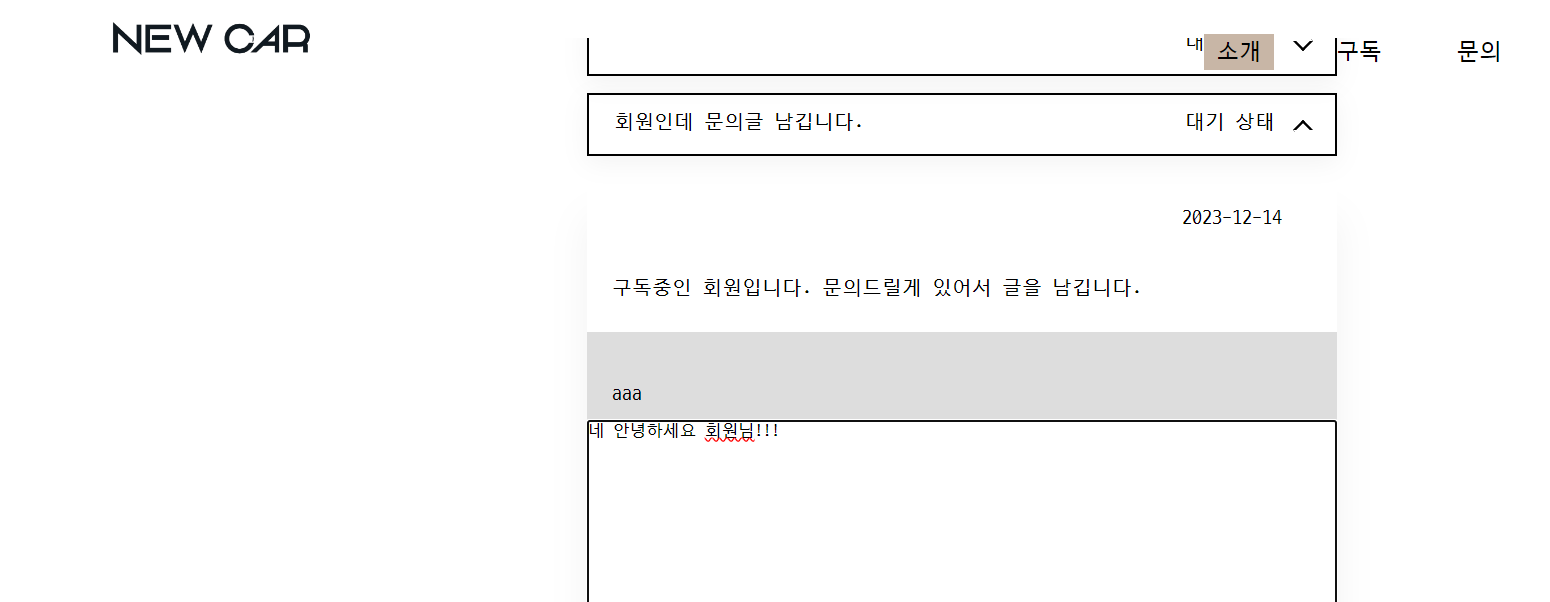 NEW CAR
소개 구독 문의
회원인데 문의글 남깁니다. 대기 상태
2023-12-14
구독중인 회원입니다. 문의드릴게 있어서 글을 남깁니다.
aaa
네 안녕하세요 회원님!!!